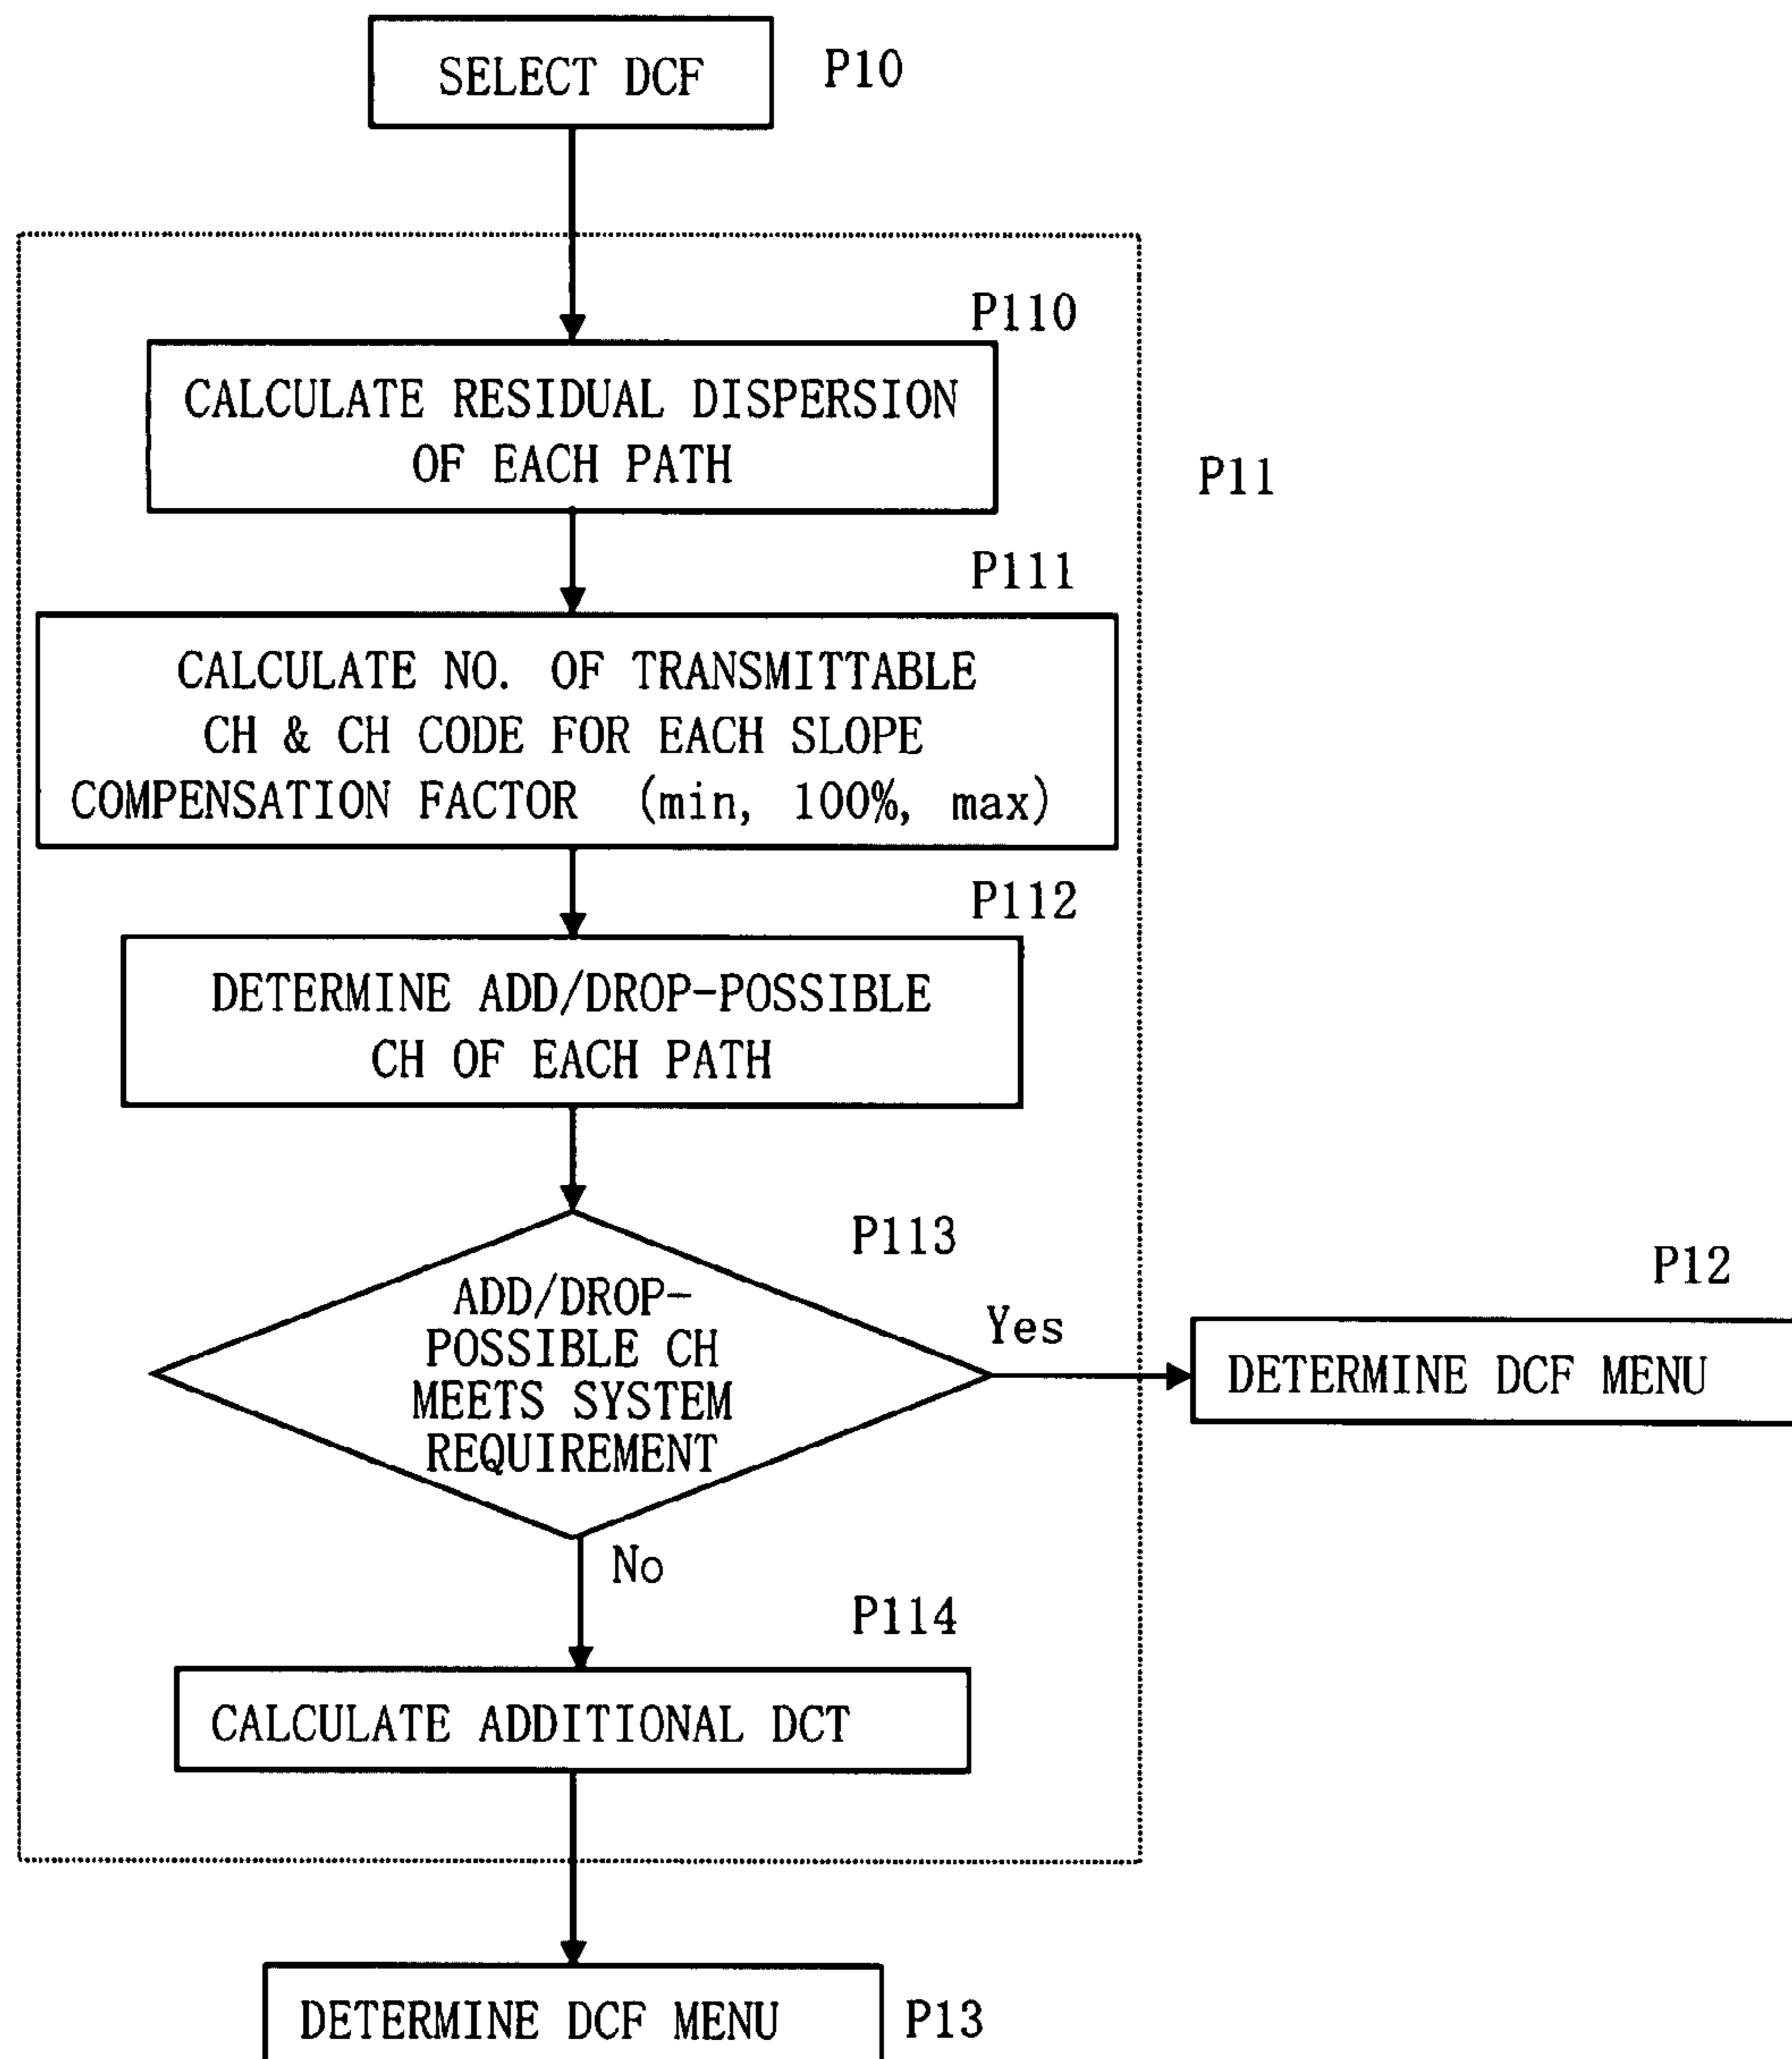 SELECT DCF
P10
P110
CALCULATE RESIDUAL DISPERSION
OF EACH PATH
P11
P111
CALCULATE NO. OF TRANSMITTABLE
CH & CH CODE FOR EACH SLOPE
COMPENSATION FACTOR (min, 100%, max)
P112
DETERMINE ADD/DROP-POSSIBLE
CH OF EACH PATH
P113
ADD/DROP-
POSSIBLE CH
MEETS SYSTEM
REQUIREMENT
Yes
P12
DETERMINE DCF MENU
No
P114
CALCULATE ADDITIONAL DCT
DETERMINE DCF MENU
P13